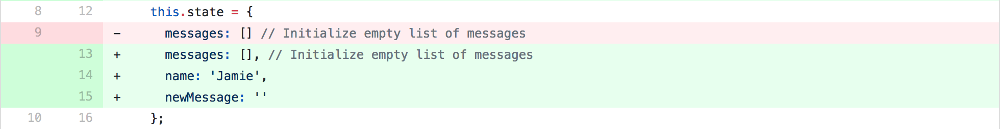 8 12 this.state = {
9 - messages: [] // Initialize empty list of messages
13 + messages: [], // Initialize empty list of messages
14 + name: 'Jamie',
15 + newMessage: ''
10 16 };